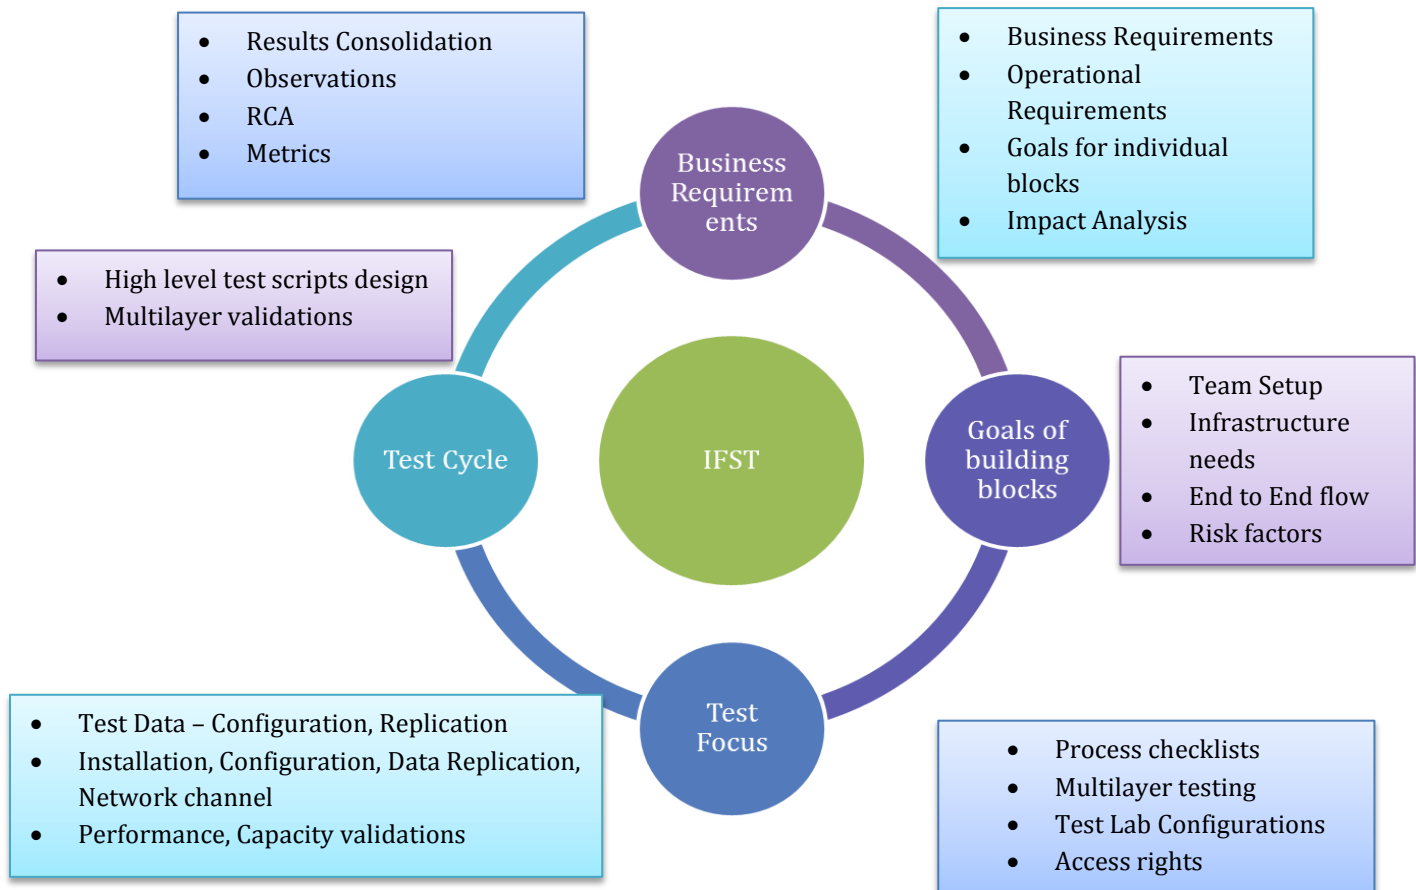 • Results Consolidation
• Observations
• RCA
• Metrics
• Business Requirements
• Operational
Requirements
• Goals for individual
blocks
• Impact Analysis
Business
Requirem
ents
• High level test scripts design
• Multilayer validations
• Team Setup
• Infrastructure
needs
• End to End flow
• Risk factors
Test Cycle
IFST
Goals of
building
blocks
Test
Focus
• Test Data – Configuration, Replication
• Installation, Configuration, Data Replication,
Network channel
• Performance, Capacity validations
• Process checklists
• Multilayer testing
• Test Lab Configurations
• Access rights